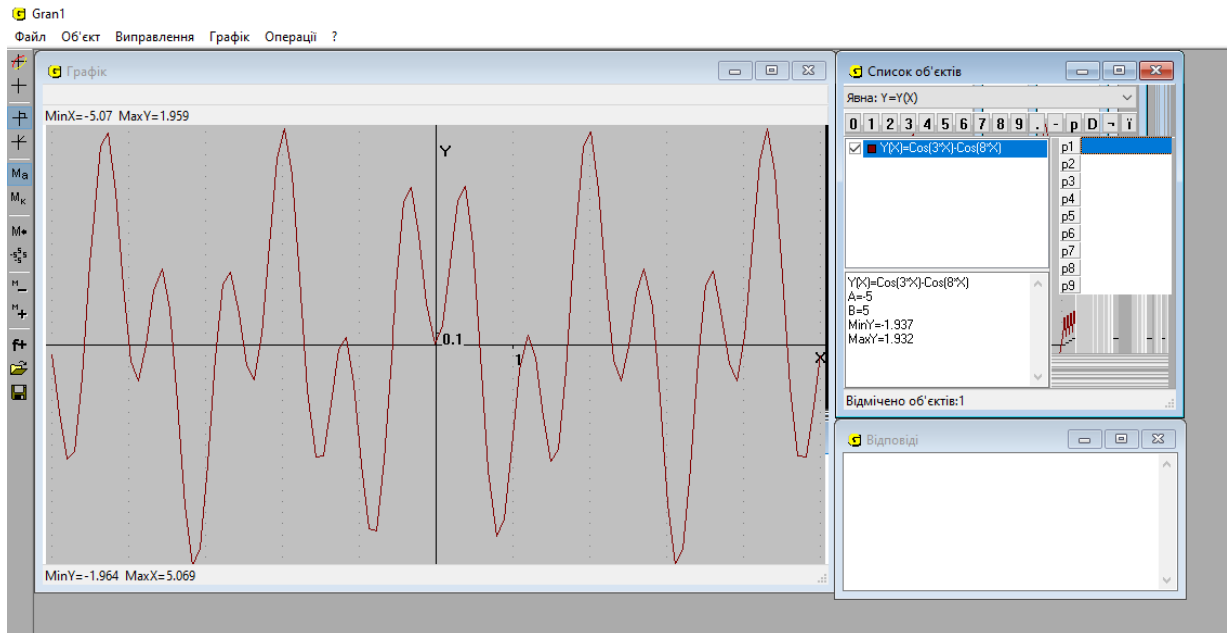 Gran1
Файл Об'єкт Виправлення Графік Операції ?
Графік
MinX=-5.07 MaxY=1.959
Y
0.1
1
X
MinY=-1.964 MaxX=5.069
Ma
Мк
M
-s s s s
M
M+
f+
Список об'єктів
Явна: Y=Y(X)
0 1 2 3 4 5 6 7 8 9 . - p D ¬ ï
Y(X)=Cos(3*X)-Cos(8*X)
p1
p2
p3
p4
p5
p6
p7
p8
p9
Y(X)=Cos(3*X)-Cos(8*X)
A=-5
B=5
MinY=-1.937
MaxY=1.932
Відмічено об'єктів:1
Відповіді